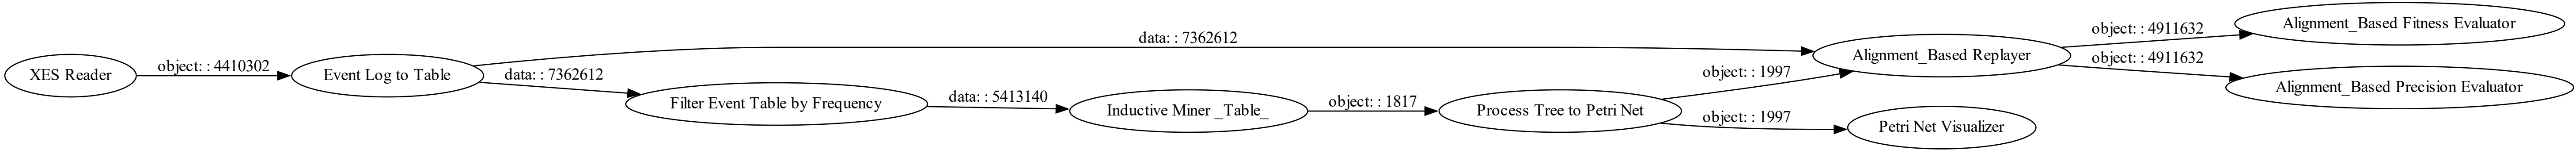 XES Reader
object: : 4410302
Event Log to Table
data: : 7362612
data: : 7362612
Filter Event Table by Frequency
data: : 5413140
Inductive Miner _Table_
object: : 1817
Process Tree to Petri Net
object: : 1997
object: : 1997
Alignment_Based Replayer
Petri Net Visualizer
object: : 4911632
object: : 4911632
Alignment_Based Fitness Evaluator
Alignment_Based Precision Evaluator